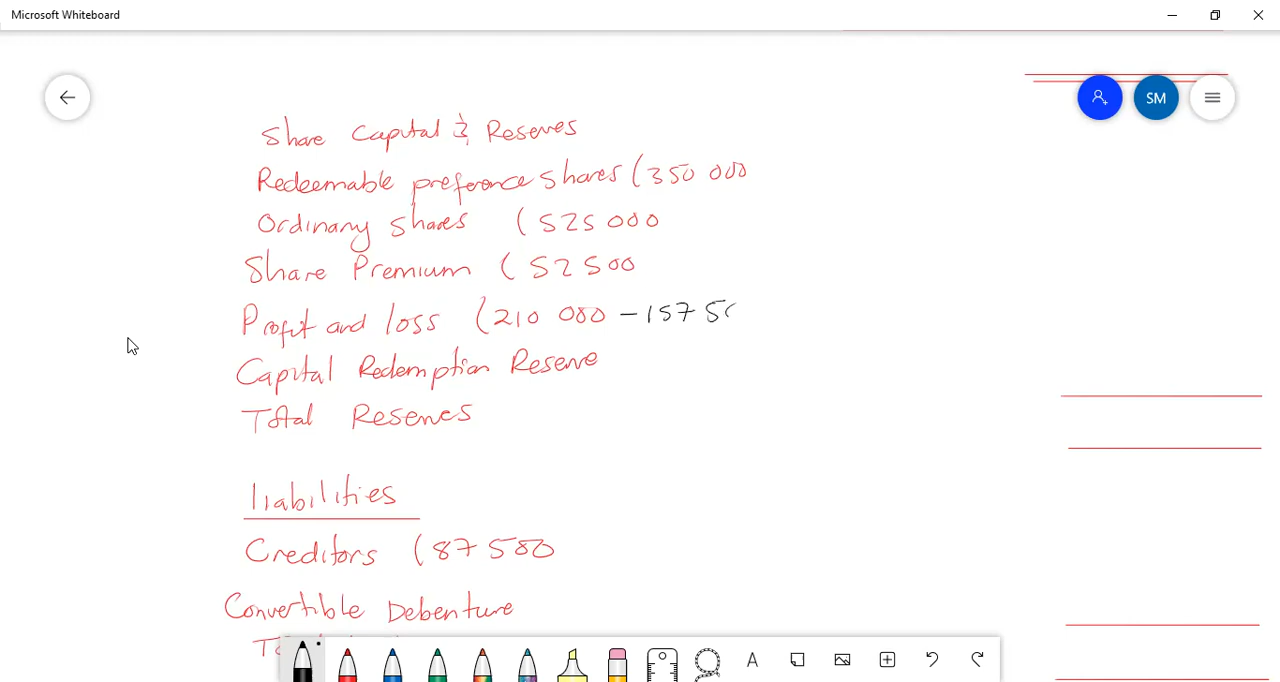 Microsoft Whiteboard
SM
Share Capital & Reserves
Redeemable preference shares (350 000
Ordinary shares (525 000
Share Premium (52 500
Profit and loss (210 000 - 157 5
Capital Redemption Reserve
Total Reserves
liabilities
Creditors (87 500
Convertible Debenture
A